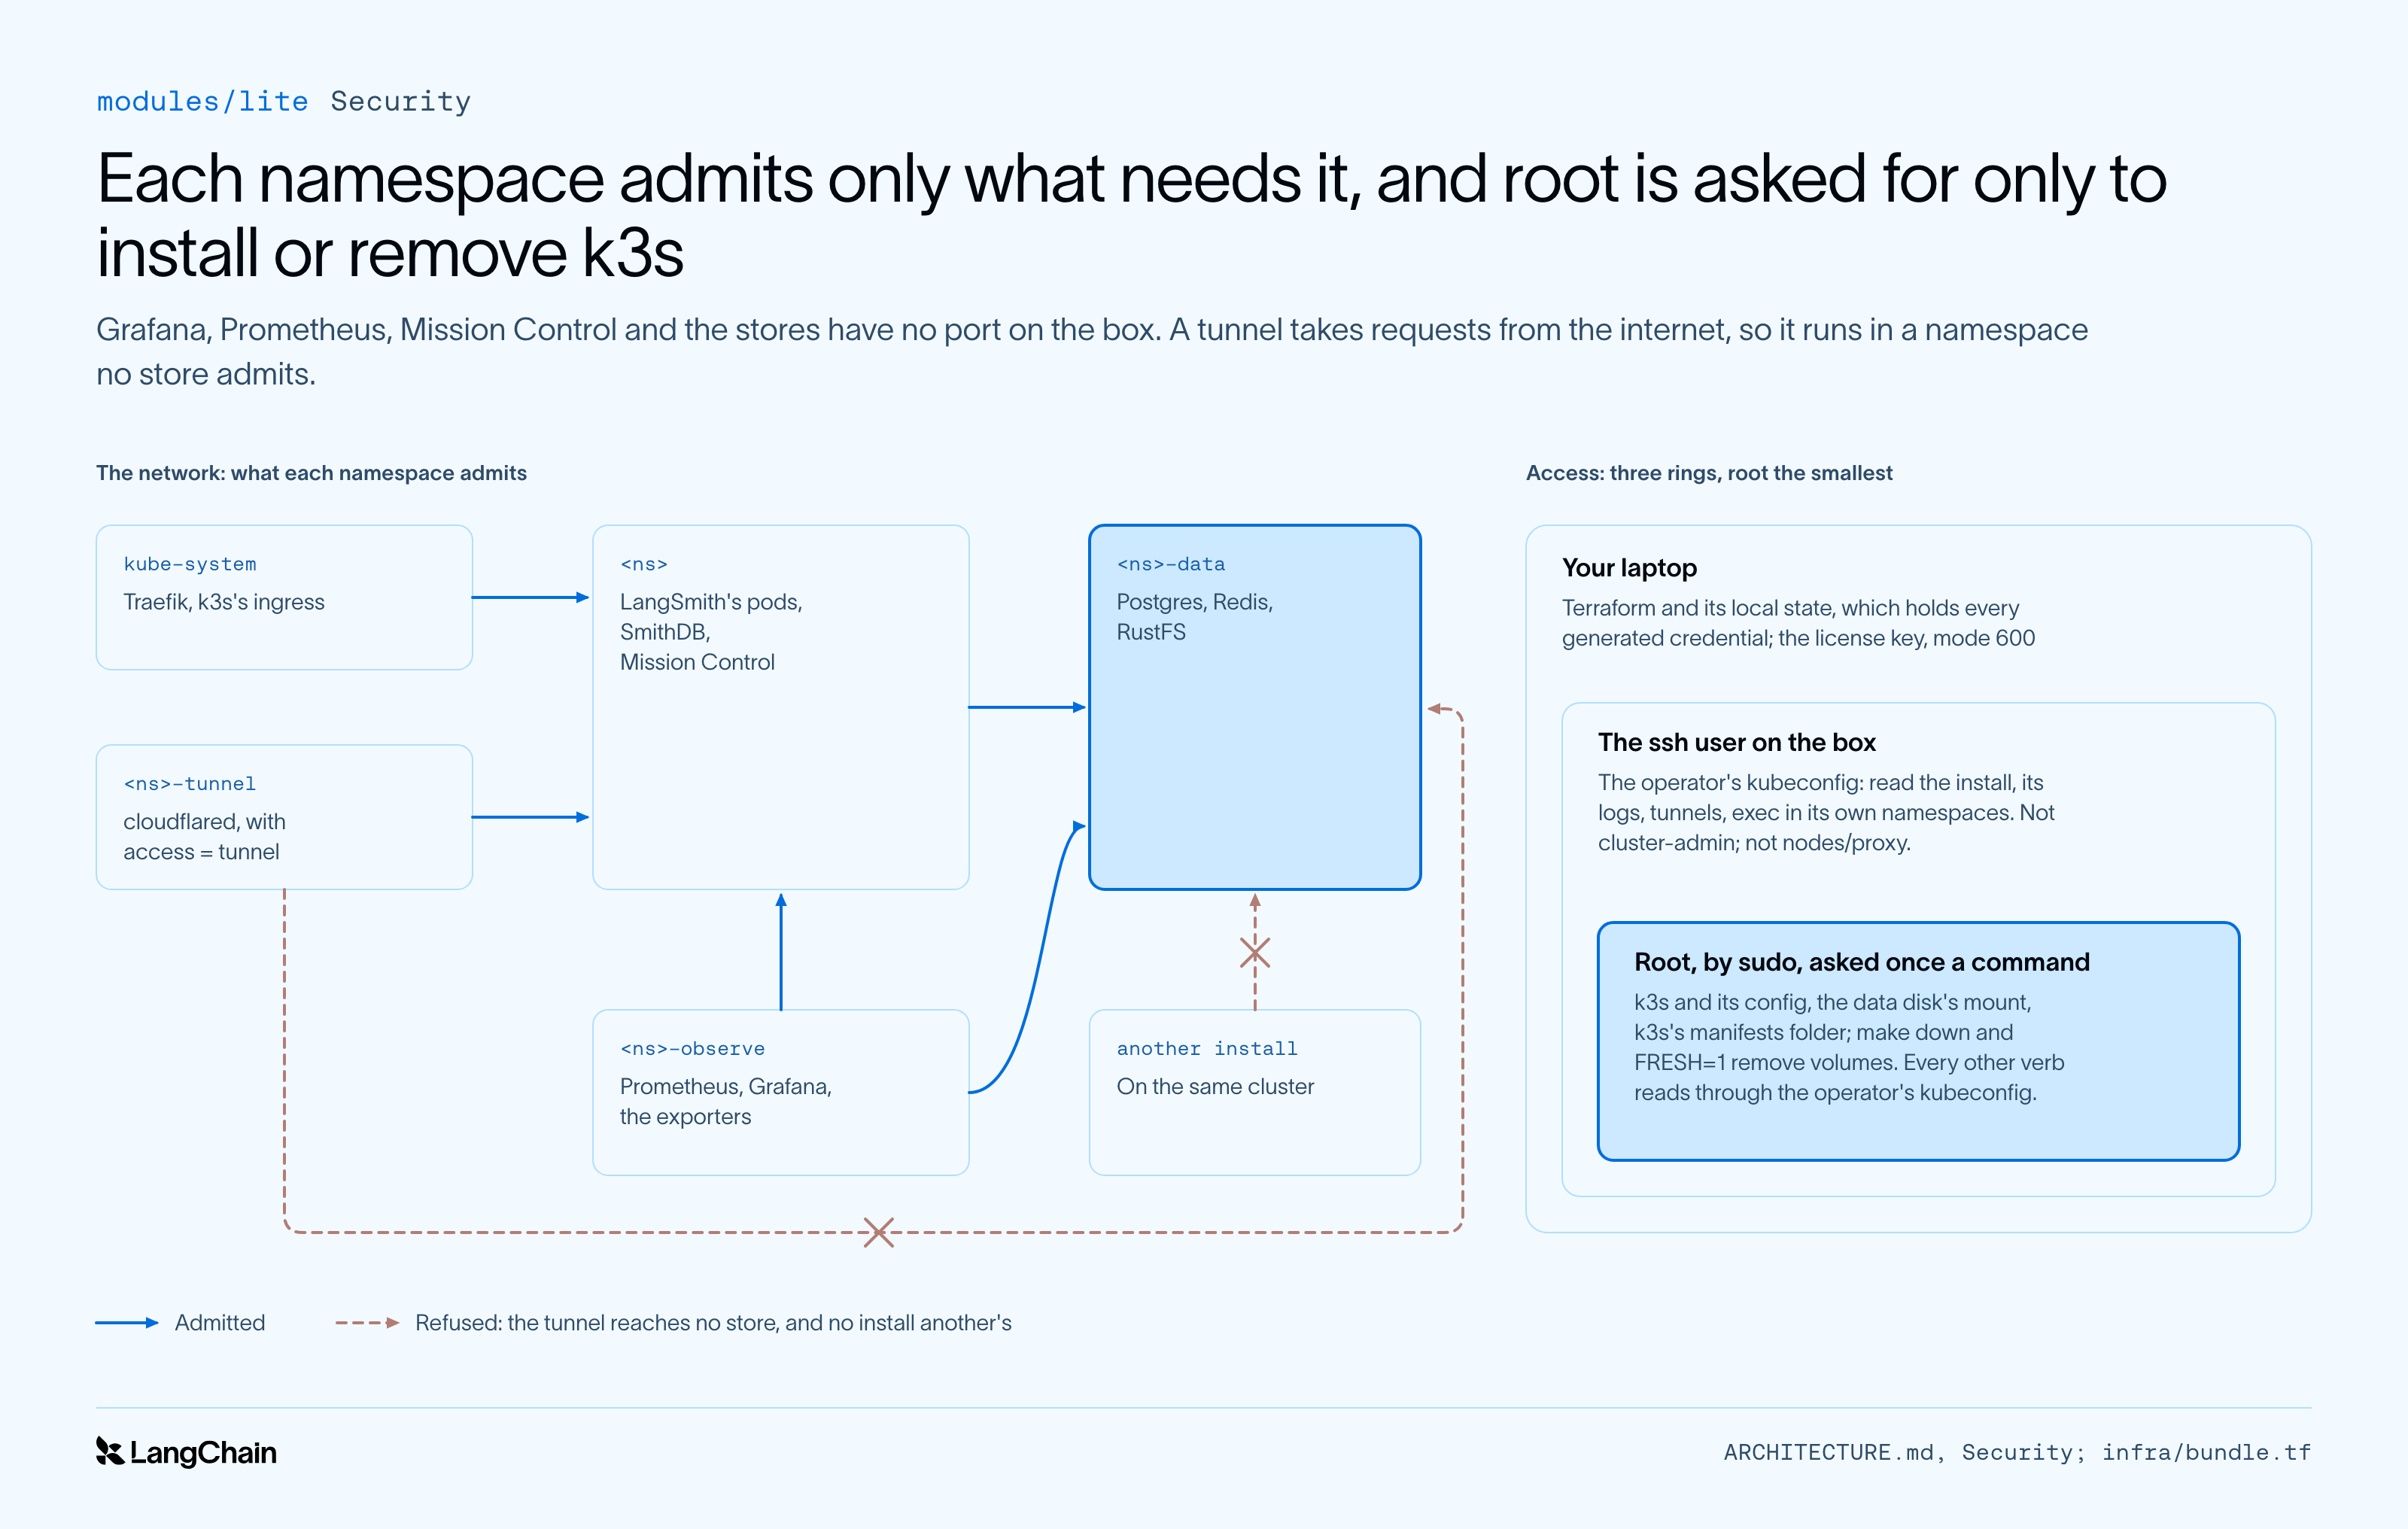 modules/lite Security
Each namespace admits only what needs it, and root is asked for only to
install or remove k3s
Grafana, Prometheus, Mission Control and the stores have no port on the box. A tunnel takes requests from the internet, so it runs in a namespace
no store admits.
The network: what each namespace admits
kube-system
Traefik, k3s's ingress
<ns>-tunnel
cloudflared, with
access = tunnel
<ns>
LangSmith's pods,
SmithDB,
Mission Control
<ns>-data
Postgres, Redis,
RustFS
<ns>-observe
Prometheus, Grafana,
the exporters
another install
On the same cluster
Admitted
Refused: the tunnel reaches no store, and no install another's
Access: three rings, root the smallest
Your laptop
Terraform and its local state, which holds every
generated credential; the license key, mode 600
The ssh user on the box
The operator's kubeconfig: read the install, its
logs, tunnels, exec in its own namespaces. Not
cluster-admin; not nodes/proxy.
Root, by sudo, asked once a command
k3s and its config, the data disk's mount,
k3s's manifests folder; make down and
FRESH=1 remove volumes. Every other verb
reads through the operator's kubeconfig.
LangChain
ARCHITECTURE.md, Security; infra/bundle.tf